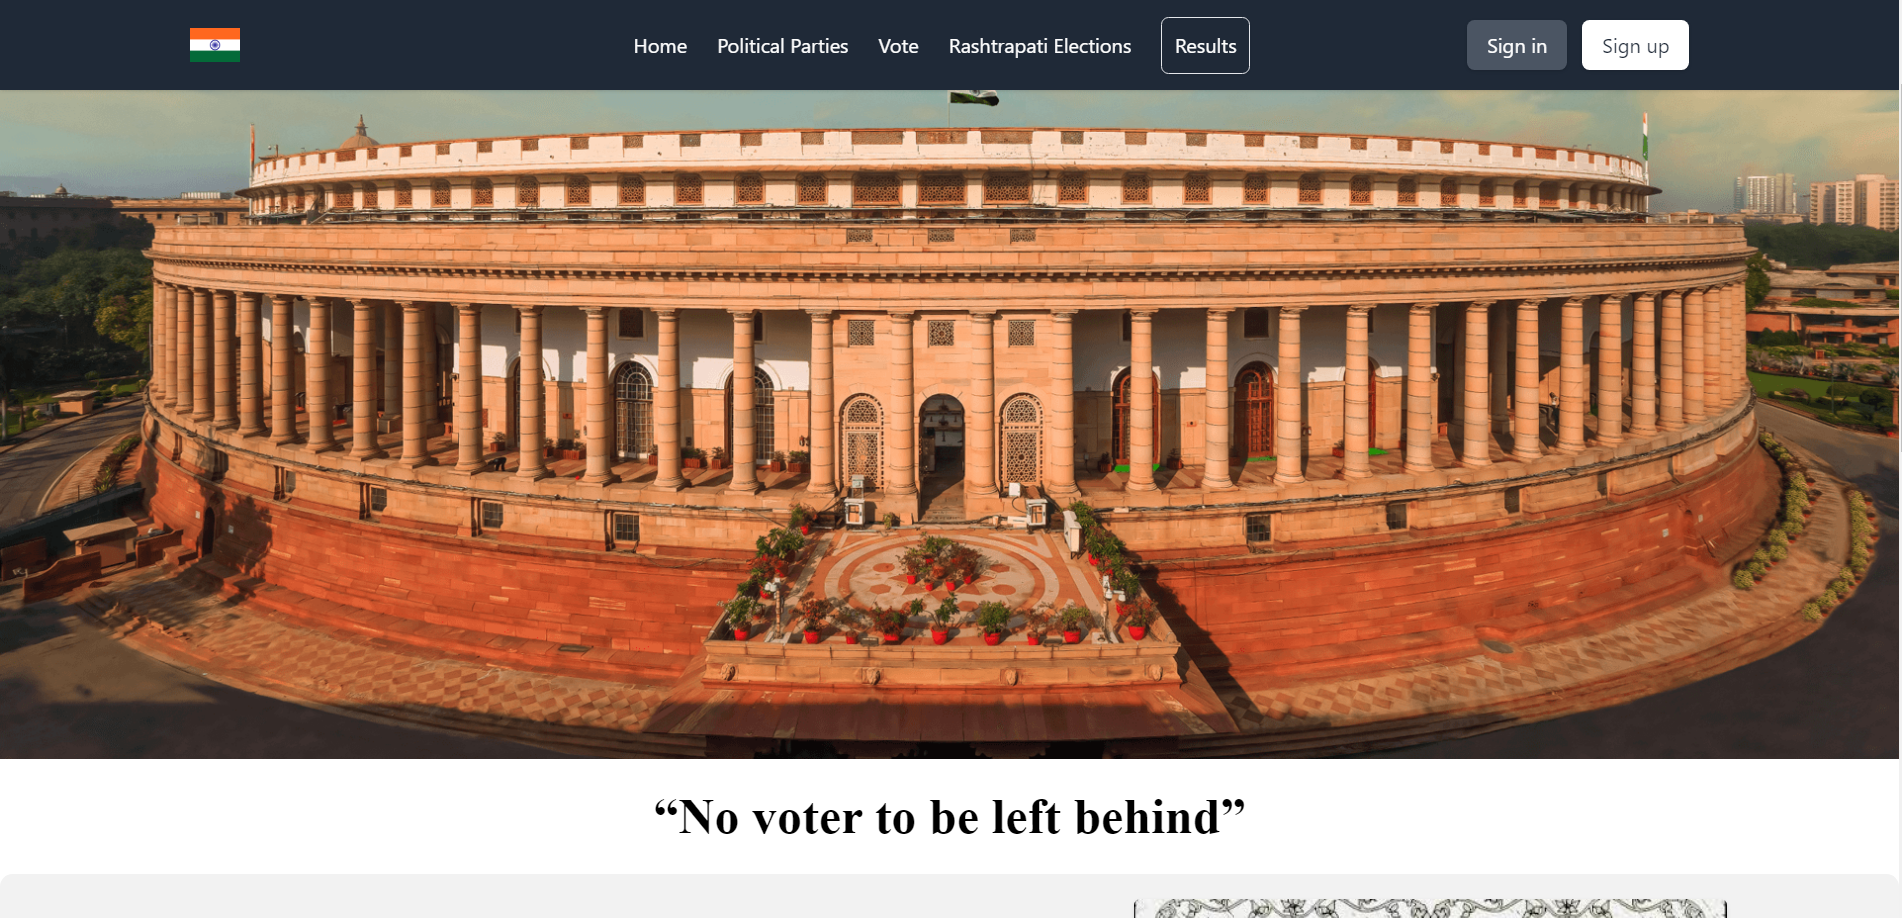 Home Political Parties Vote Rashtrapati Elections Results Sign in Sign up
“No voter to be left behind”